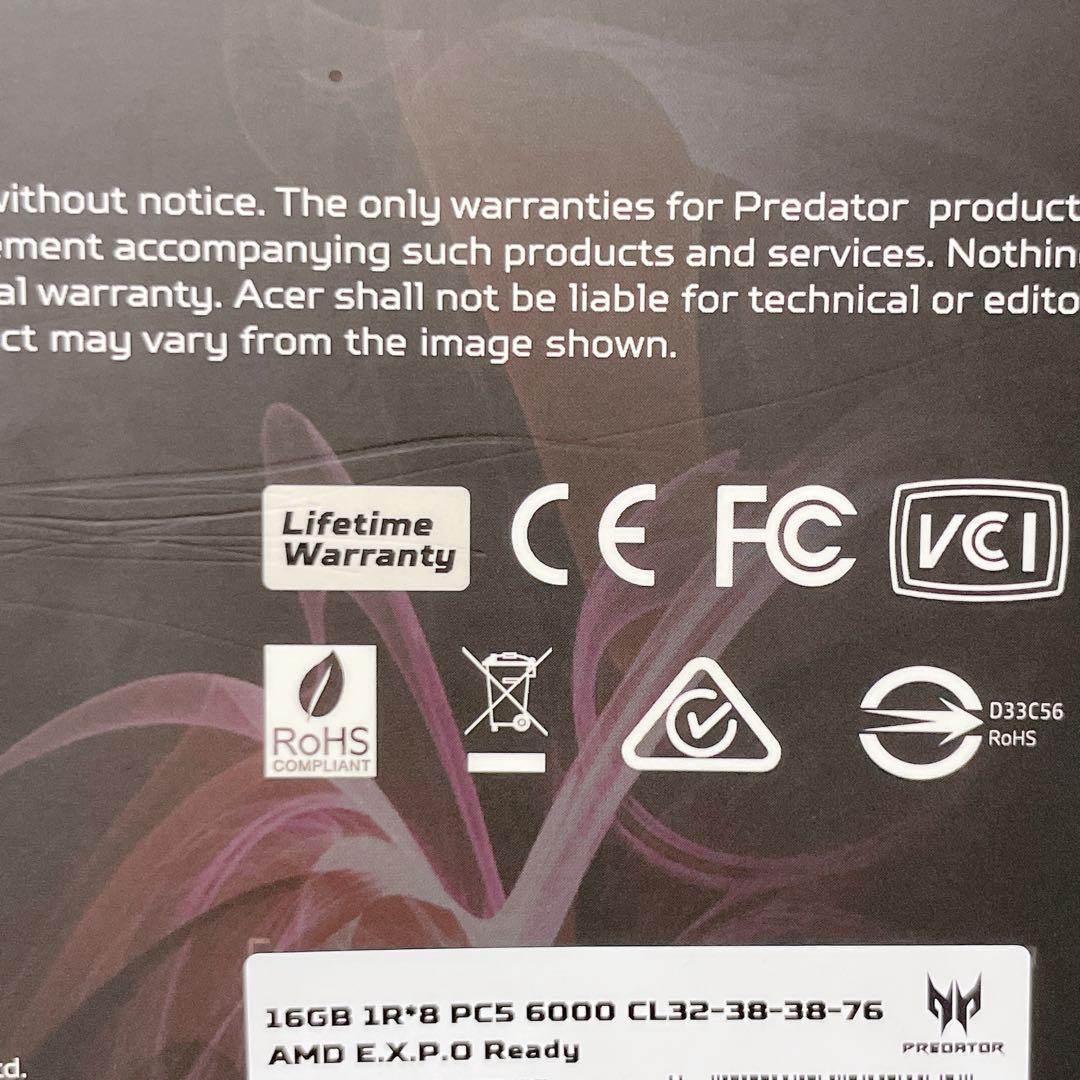 without notice. The only warranties for Predator product
ement accompanying such products and services. Nothin
al warranty. Acer shall not be liable for technical or edito
ct may vary from the image shown.
Lifetime
Warranty
CE
FC
VCI
RoHS
COMPLIANT
D33C56
RoHS
16GB 1R*8 PC5 6000 CL32-38-38-76
AMD E.X.P.O Ready
PREDATOR
td.